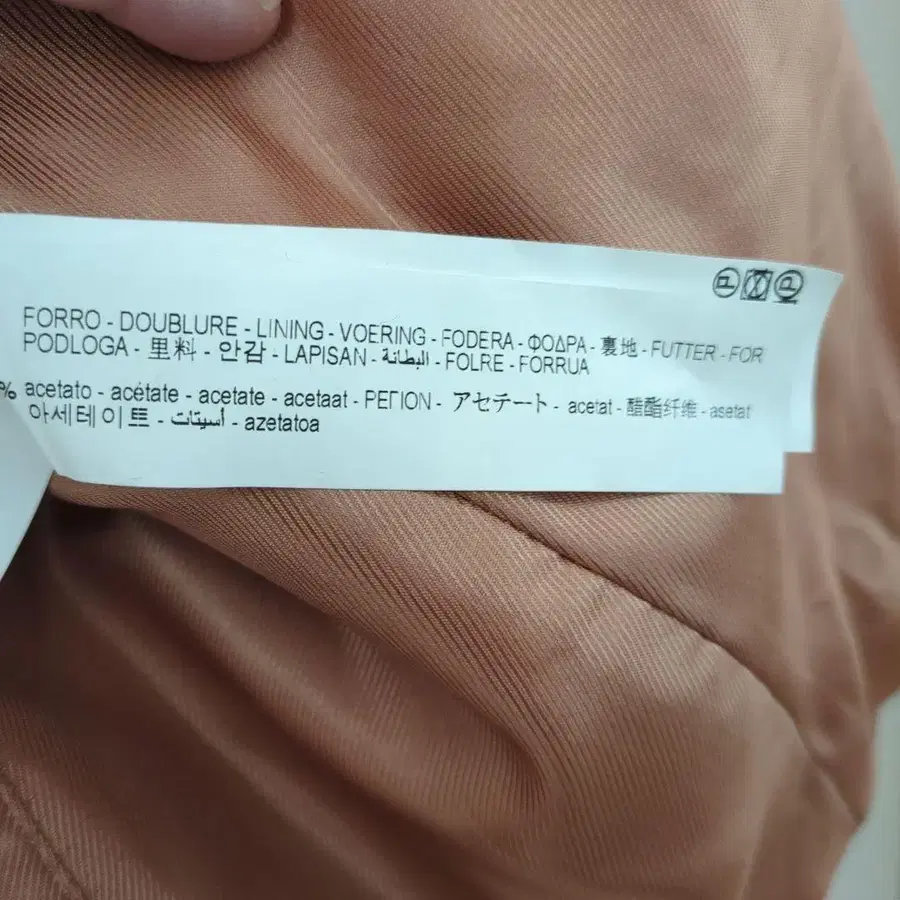 FORRO - DOUBLURE - LINING - VOERING - FODERA - ΦΟΔΡΑ - 裏地 - FUTTER - FOR
PODLOGA - 里料 - 안감 - LAPISAN - البطانة - FOLRE - FORRUA
% acetato - acétate - acetate - acetaat - ΡΕΓΙΟΝ - アセテート - acetat - 醋酯纤维 - asetat
아세테이트 - أسيتات - azetatoa